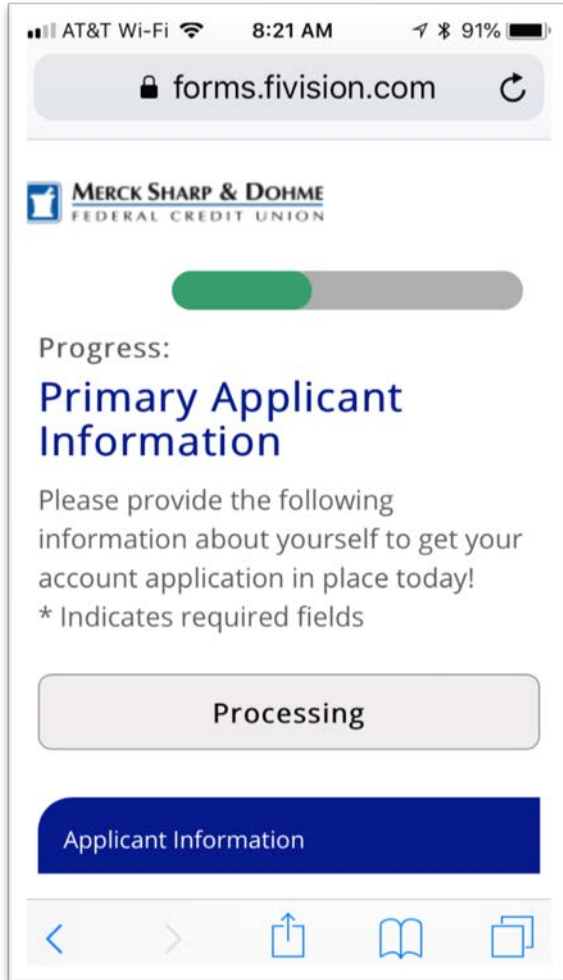 AT&T Wi-Fi 8:21 AM 91%
forms.fivision.com
MERCK SHARP & DOHME
FEDERAL CREDIT UNION
Progress:
Primary Applicant
Information
Please provide the following
information about yourself to get your
account application in place today!
* Indicates required fields
Processing
Applicant Information